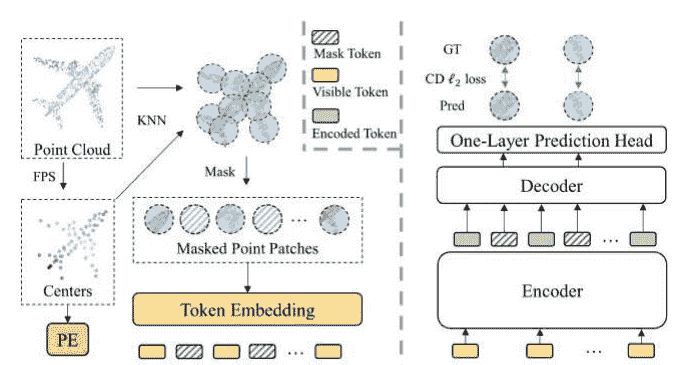 Point Cloud
FPS
Centers
PE
KNN
Mask
Masked Point Patches
...
Token Embedding
...
Mask Token
Visible Token
Encoded Token
GT
CD ℓ₂ loss
Pred
One-Layer Prediction Head
Decoder
...
Encoder
...